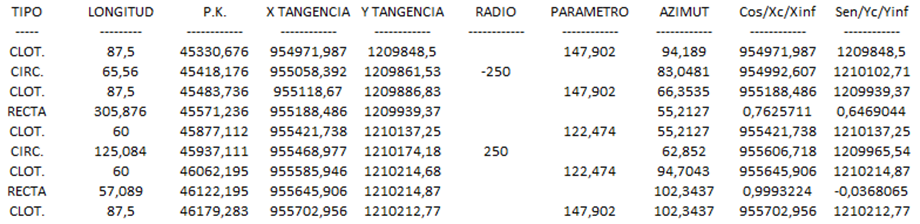 TIPO LONGITUD P.K. X TANGENCIA Y TANGENCIA RADIO PARAMETRO AZIMUT Cos/Xc/Xinf Sen/Yc/Yinf
----- --------- ------------ ------------ ------------ ------------ ------------ ------------ ------------ ------------
CLOT. 87,5 45330,676 954971,987 1209848,5 147,902 94,189 954971,987 1209848,5
CIRC. 65,56 45418,176 955058,392 1209861,53 -250 83,0481 954992,607 1210102,71
CLOT. 87,5 45483,736 955118,67 1209886,83 147,902 66,3535 955188,486 1209939,37
RECTA 305,876 45571,236 955188,486 1209939,37 55,2127 0,7625711 0,6469044
CLOT. 60 45877,112 955421,738 1210137,25 122,474 55,2127 955421,738 1210137,25
CIRC. 125,084 45937,111 955468,977 1210174,18 250 62,852 955606,718 1209965,54
CLOT. 60 46062,195 955585,946 1210214,68 122,474 94,7043 955645,906 1210214,87
RECTA 57,089 46122,195 955645,906 1210214,87 102,3437 0,9993224 -0,0368065
CLOT. 87,5 46179,283 955702,956 1210212,77 147,902 102,3437 955702,956 1210212,77